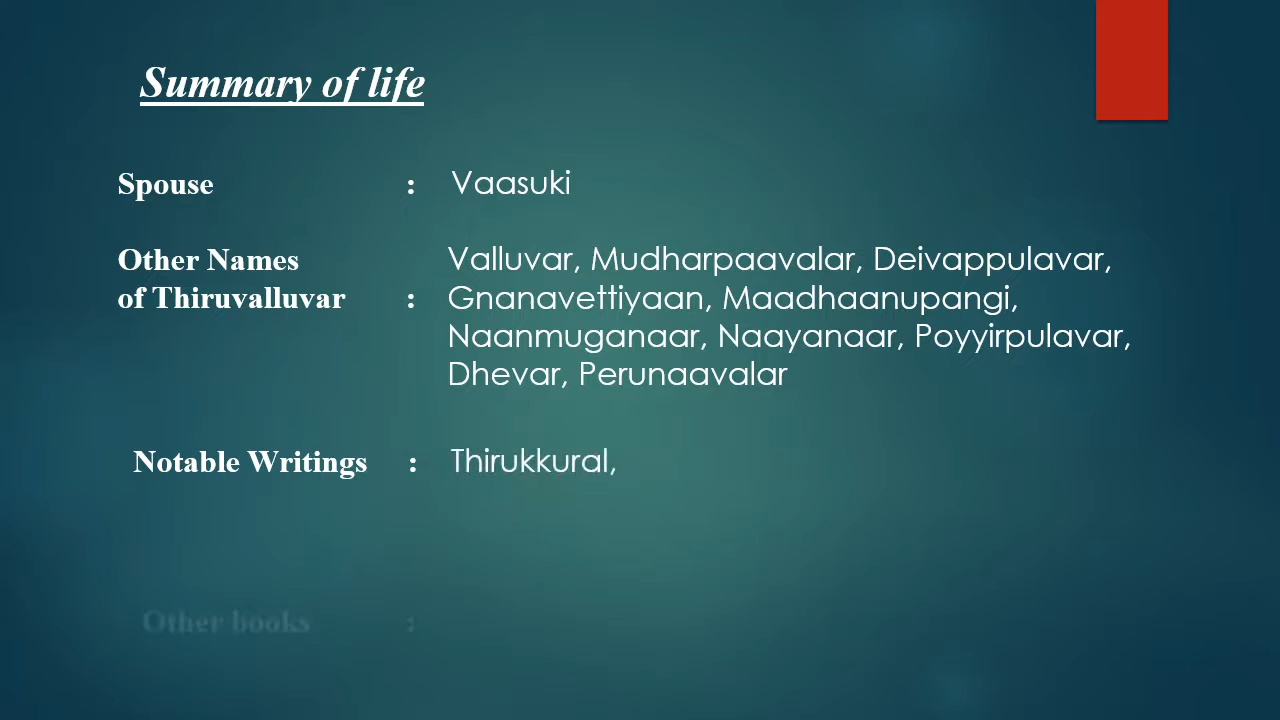 Summary of life
Spouse : Vaasuki
Other Names Valluvar, Mudharpaavalar, Deivappulavar,
of Thiruvalluvar : Gnanavettiyaan, Maadhaanupangi,
Naanmuganaar, Naayanaar, Poyyirpulavar,
Dhevar, Perunaavalar
Notable Writings : Thirukkural,
Other books :